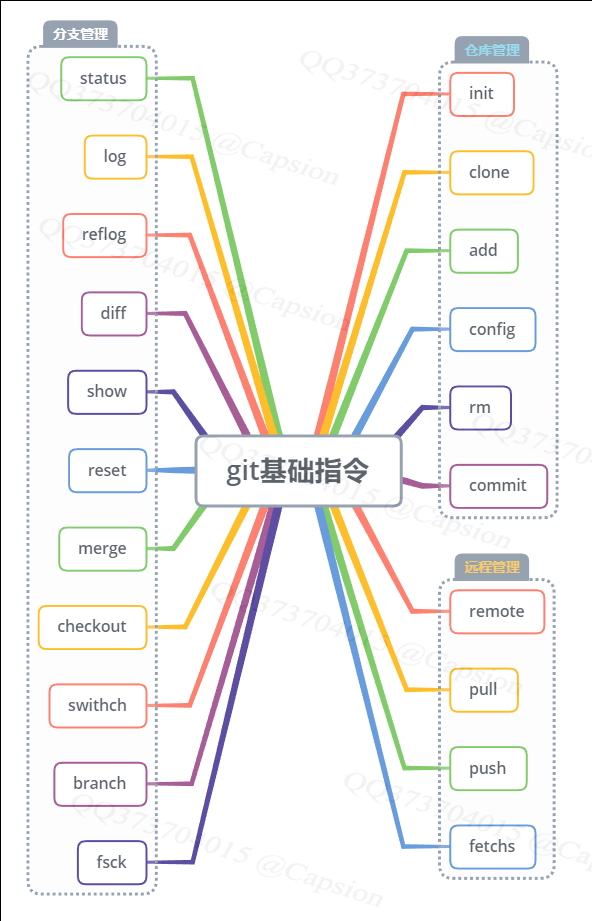 分支管理
status
log
reflog
diff
show
reset
merge
checkout
swithch
branch
fsck
git基础指令
仓库管理
init
clone
add
config
rm
commit
远程管理
remote
pull
push
fetchs
QQ373704015 @Capsion
QQ373704015 @Capsion
QQ373704015 @Capsion
QQ373704015 @Capsion
QQ373704015 @Capsion
QQ373704015 @Capsion